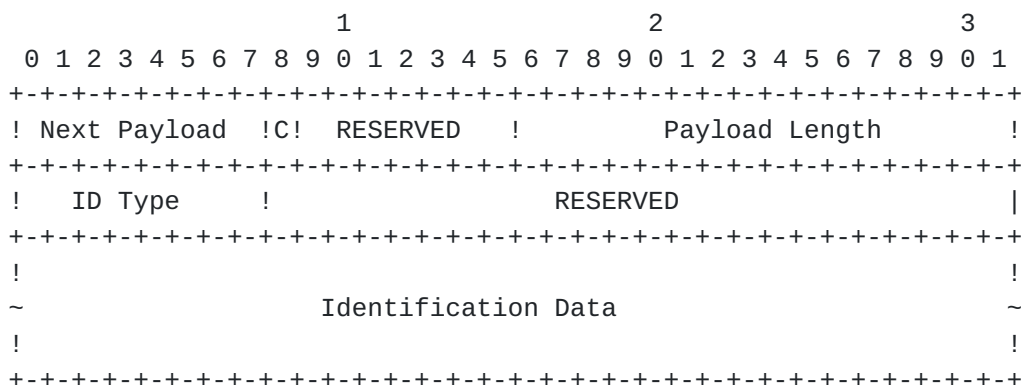 1                   2                   3
 0 1 2 3 4 5 6 7 8 9 0 1 2 3 4 5 6 7 8 9 0 1 2 3 4 5 6 7 8 9 0 1
+-+-+-+-+-+-+-+-+-+-+-+-+-+-+-+-+-+-+-+-+-+-+-+-+-+-+-+-+-+-+-+-+
! Next Payload  !C!  RESERVED   !         Payload Length        !
+-+-+-+-+-+-+-+-+-+-+-+-+-+-+-+-+-+-+-+-+-+-+-+-+-+-+-+-+-+-+-+-+
!   ID Type     !                  RESERVED                     |
+-+-+-+-+-+-+-+-+-+-+-+-+-+-+-+-+-+-+-+-+-+-+-+-+-+-+-+-+-+-+-+-+
!                                                               !
~                   Identification Data                         ~
!                                                               !
+-+-+-+-+-+-+-+-+-+-+-+-+-+-+-+-+-+-+-+-+-+-+-+-+-+-+-+-+-+-+-+-+